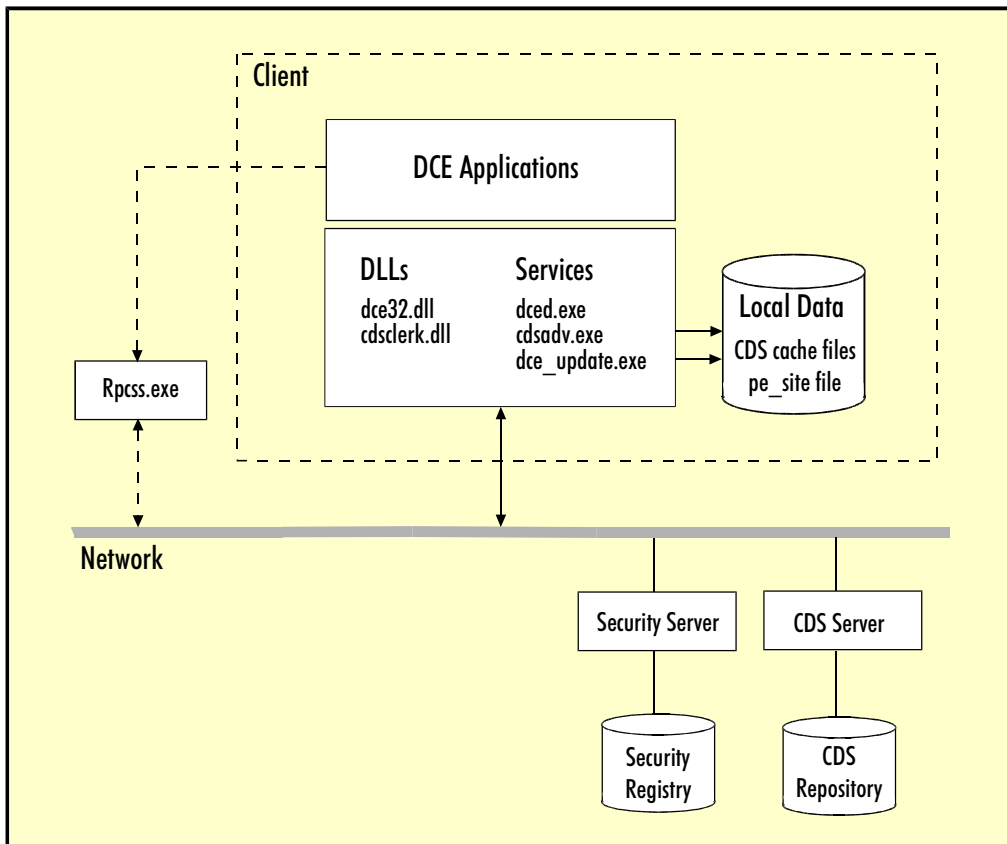 Client
DCE Applications
DLLs
dce32.dll
cdsclerk.dll
Services
dced.exe
cdsadv.exe
dce_update.exe
Local Data
CDS cache files
pe_site file
Rpcss.exe
Network
Security Server
CDS Server
Security
Registry
CDS
Repository